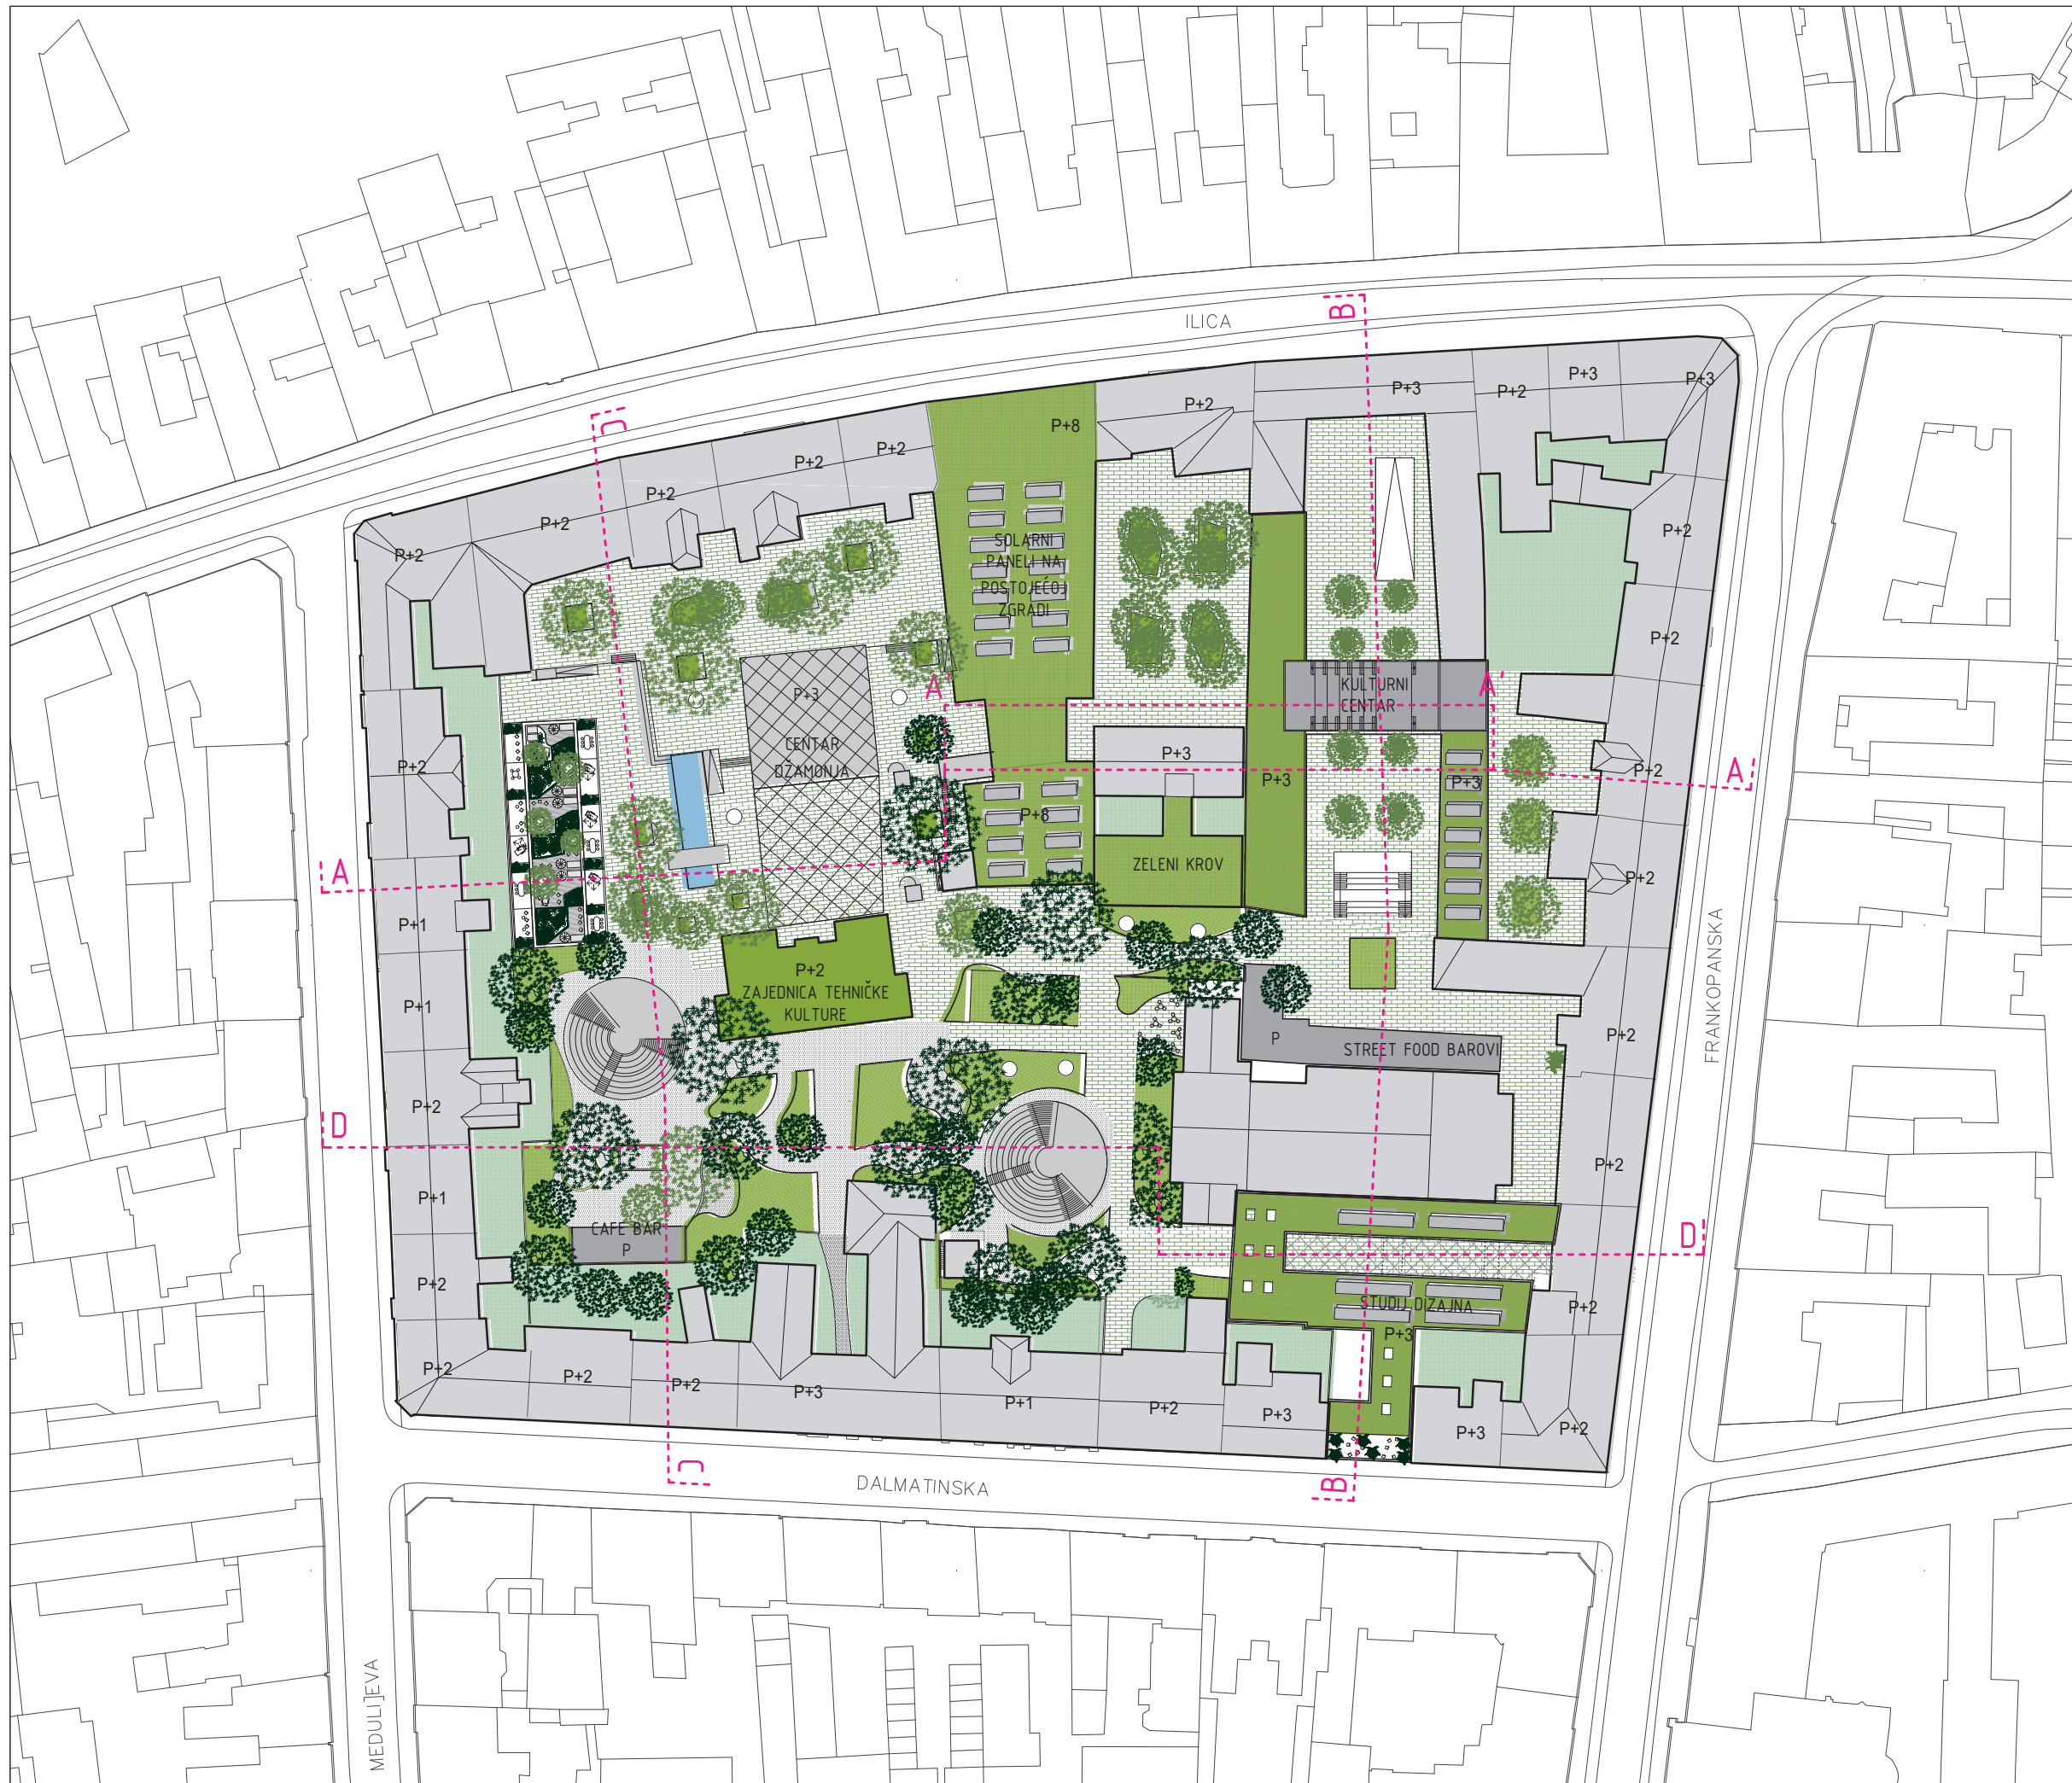 ILICA
B
C
P+3
P+3
P+3
P+2
P+2
P+8
P+2
P+2
P+2
P+2
P+2
P+2
P+2
SOLARNI
PANELI NA
POSTOJEĆOJ
ZGRADI
P+2
KULTURNI
CENTAR
A'
A'
P+3
CENTAR
DŽAMONJA
P+3
P+2
P+2
A'
P+3
P+3
P+8
ZELENI KROV
A
P+2
P+1
FRANKOPANSKA
P+2
ZAJEDNICA TEHNIČKE
KULTURE
P+1
P
STREET FOOD BAROVI
P+2
P+2
D
P+2
P+1
CAFE BAR
P
D
P+2
STUDIJ DIZAJNA
P+3
P+2
P+2
P+2
P+2
P+3
P+1
P+2
P+3
P+3
P+2
C
B
DALMATINSKA
MEDULIJEVA